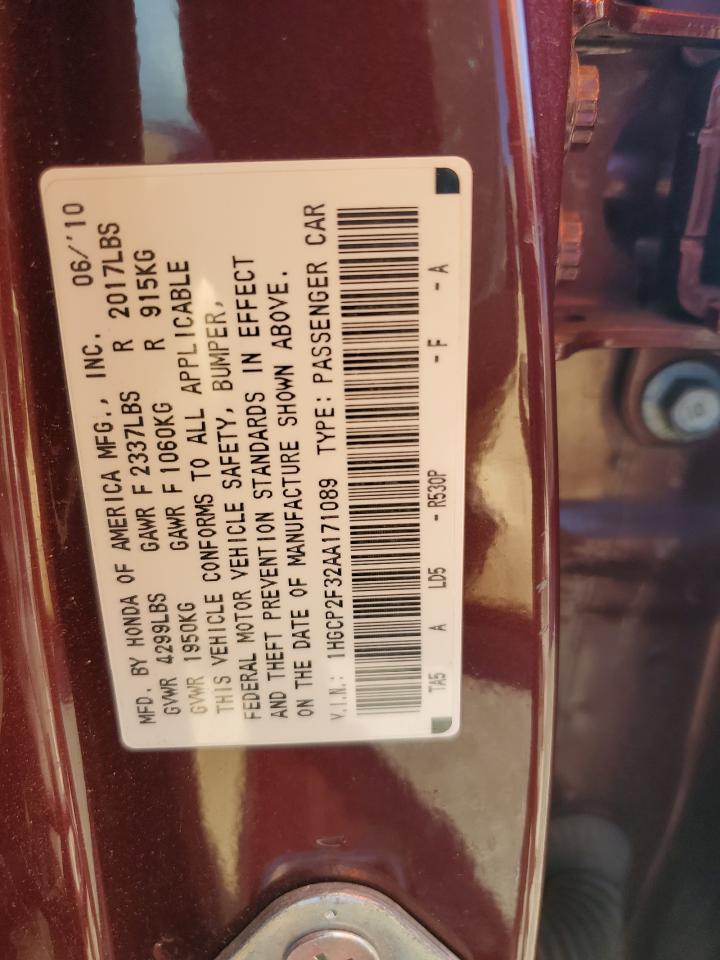 MFD. BY HONDA OF AMERICA MFG., INC. 06/'10
GVWR 4299LBS GAWR F 2337LBS R 2017LBS
GVWR 1950KG GAWR F 1060KG R 915KG
THIS VEHICLE CONFORMS TO ALL APPLICABLE
FEDERAL MOTOR VEHICLE SAFETY, BUMPER,
AND THEFT PREVENTION STANDARDS IN EFFECT
ON THE DATE OF MANUFACTURE SHOWN ABOVE.
V.I.N.: 1HGCP2F32AA171089 TYPE: PASSENGER CAR
TA5 A LD5 - R530P - F - A